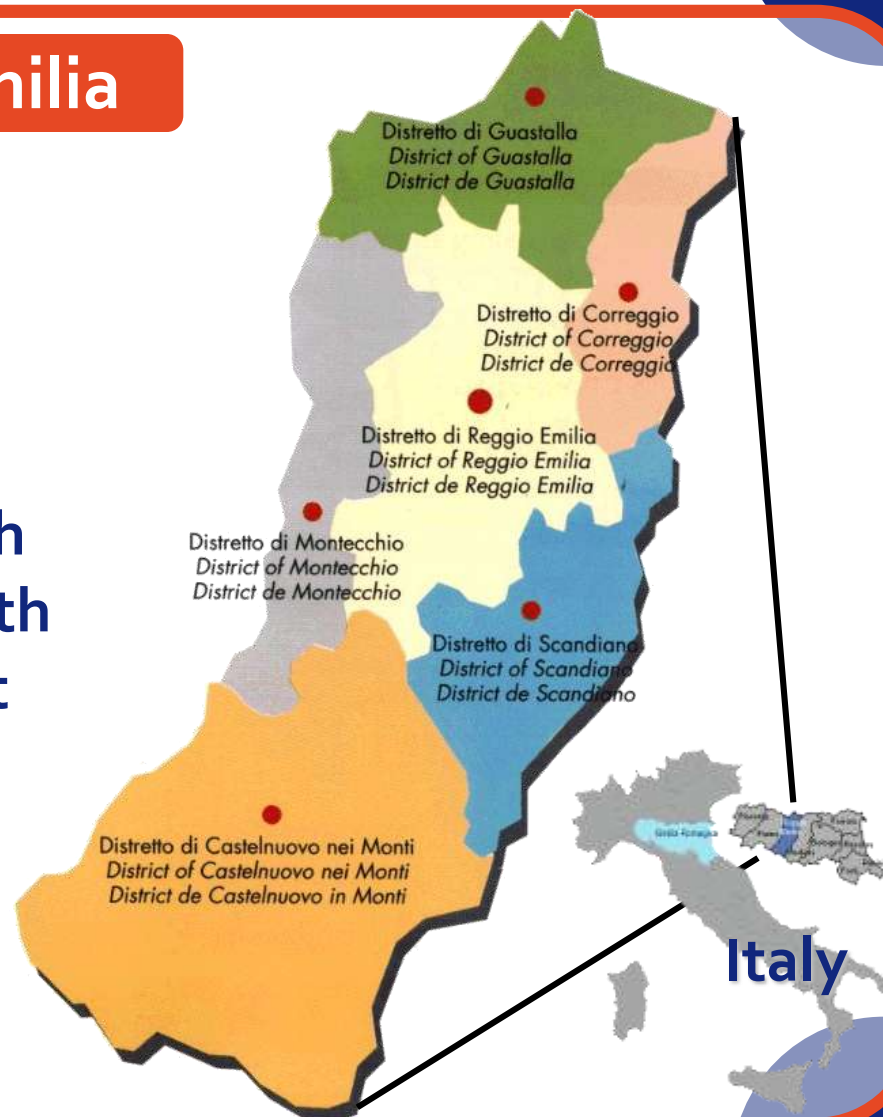 nilia
Distretto di Guastalla
District of Guastalla
District de Guastalla
Distretto di Correggio
District of Correggio
District de Correggio
Distretto di Reggio Emilia
District of Reggio Emilia
District de Reggio Emilia
h
th
t
Distretto di Montecchio
District of Montecchio
District de Montecchio
Distretto di Scandiano
District of Scandiano
District de Scandiano
Distretto di Castelnuovo nei Monti
District of Castelnuovo nei Monti
District de Castelnuovo in Monti
Emilia Romagna
Italy